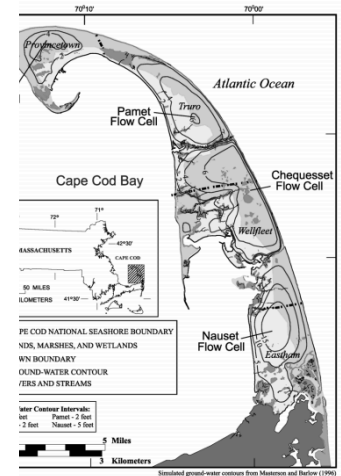 70°10'
70°00'
Provincetown
Atlantic Ocean
Truro
Pamet
Flow Cell
Chequesset
Flow Cell
Cape Cod Bay
Wellfleet
72°
71°
42°30'
MASSACHUSETTS
CAPE COD
50 MILES
KILOMETERS
41°30'
Nauset
Flow Cell
Eastham
PE COD NATIONAL SEASHORE BOUNDARY
NDS, MARSHES, AND WETLANDS
WN BOUNDARY
OUND-WATER CONTOUR
VERS AND STREAMS
Water Contour Intervals:
feet Pamet - 2 feet
- 2 feet Nauset - 5 feet
5 Miles
3 Kilometers
Simulated ground-water contours from Masterson and Barlow (1996)